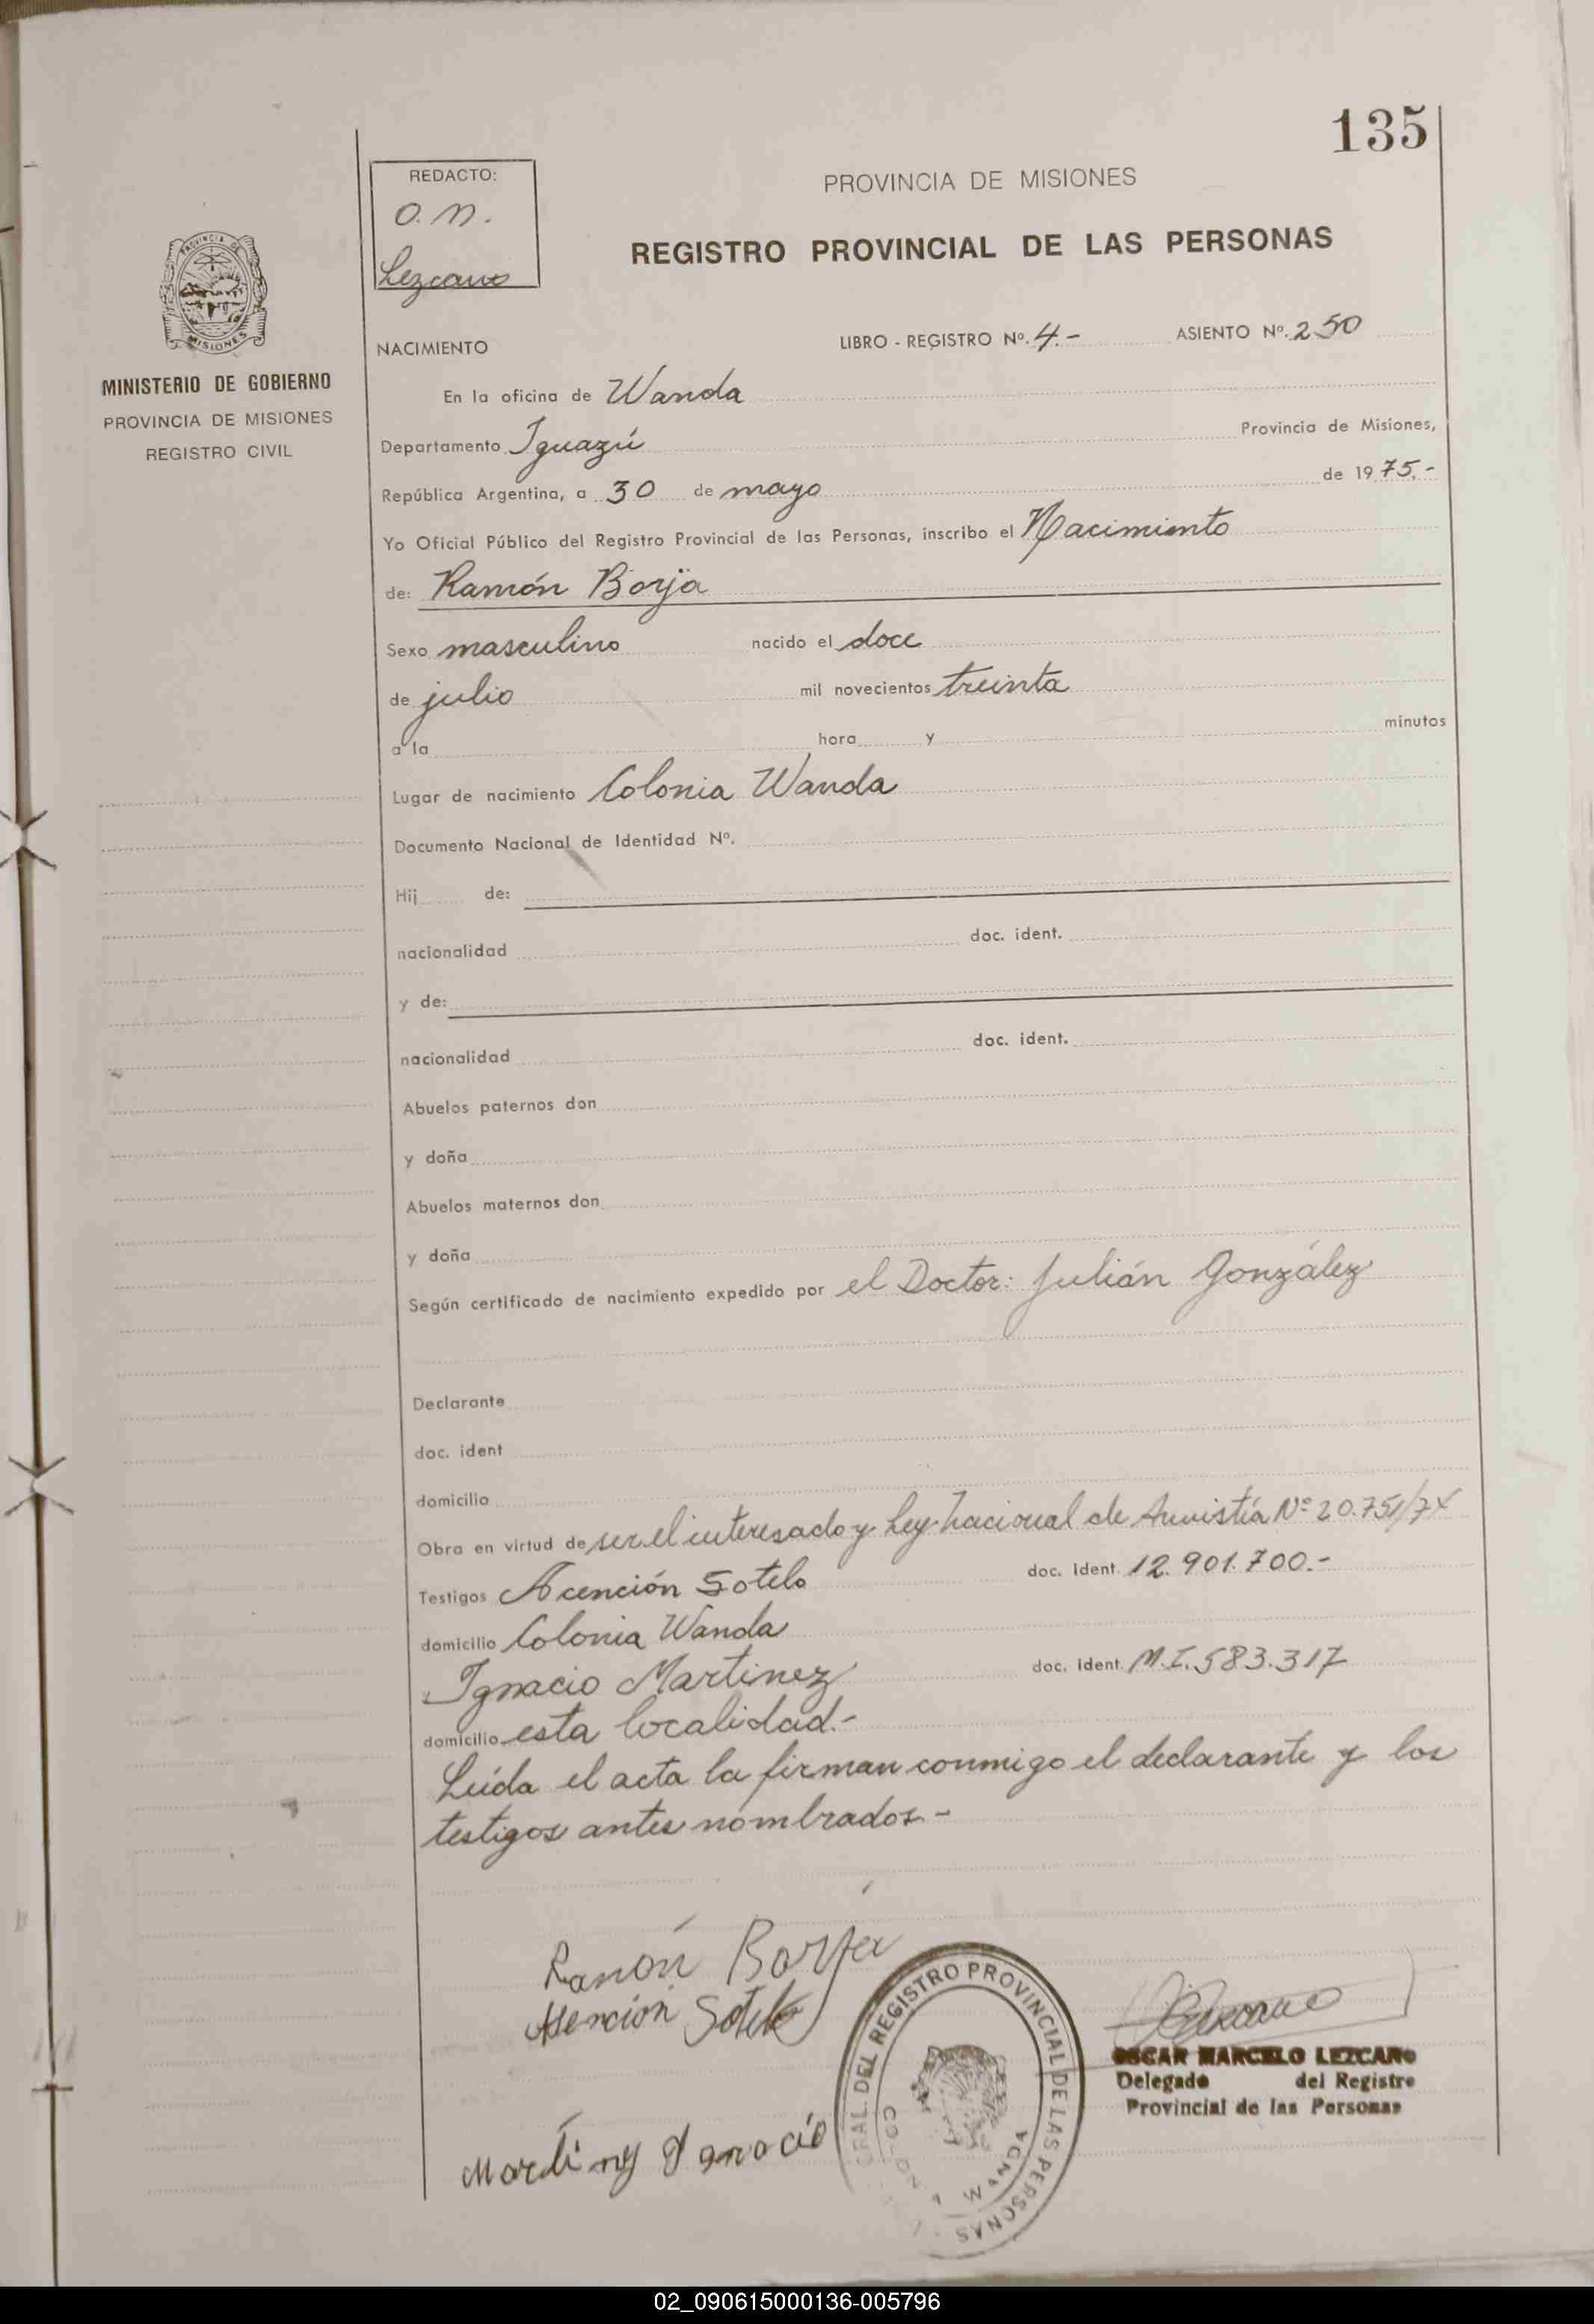 135
REDACTO:
O. M.
Lezcano
PROVINCIA DE MISIONES
REGISTRO PROVINCIAL DE LAS PERSONAS
PROVINCIA DE
MISIONES
MINISTERIO DE GOBIERNO
PROVINCIA DE MISIONES
REGISTRO CIVIL
NACIMIENTO LIBRO - REGISTRO Nº. 4.- ASIENTO Nº. 250
En la oficina de Wanda
Departamento Iguazú Provincia de Misiones,
República Argentina, a 30 de mayo de 1975.-
Yo Oficial Público del Registro Provincial de las Personas, inscribo el Nacimiento
de: Ramón Borja
Sexo masculino nacido el doce
de julio mil novecientos treinta
a la hora y minutos
Lugar de nacimiento Colonia Wanda
Documento Nacional de Identidad Nº.
Hij de:
nacionalidad doc. ident.
y de:
nacionalidad doc. ident.
Abuelos paternos don
y doña
Abuelos maternos don
y doña
Según certificado de nacimiento expedido por el Doctor: Julián González
Declarante
doc. ident
domicilio
Obra en virtud de ser el interesado y Ley Nacional de Amnistía Nº 20.751/74
Testigos Acención Sotelo doc. ident. 12.901.700.-
domicilio Colonia Wanda
Ignacio Martinez doc. ident. M.I. 583.317
domicilio esta localidad.-
Leída el acta la firman conmigo el declarante y los
testigos antes nombrados.-
Ramón Borja
Asención Sotelo
Martinez Ignacio
GRAL. DEL REGISTRO PROVINCIAL DE LAS PERSONAS
COLONIA WANDA
Lezcano
OSCAR MARCELO LEZCANO
Delegado del Registro
Provincial de las Personas
02_090615000136-005796